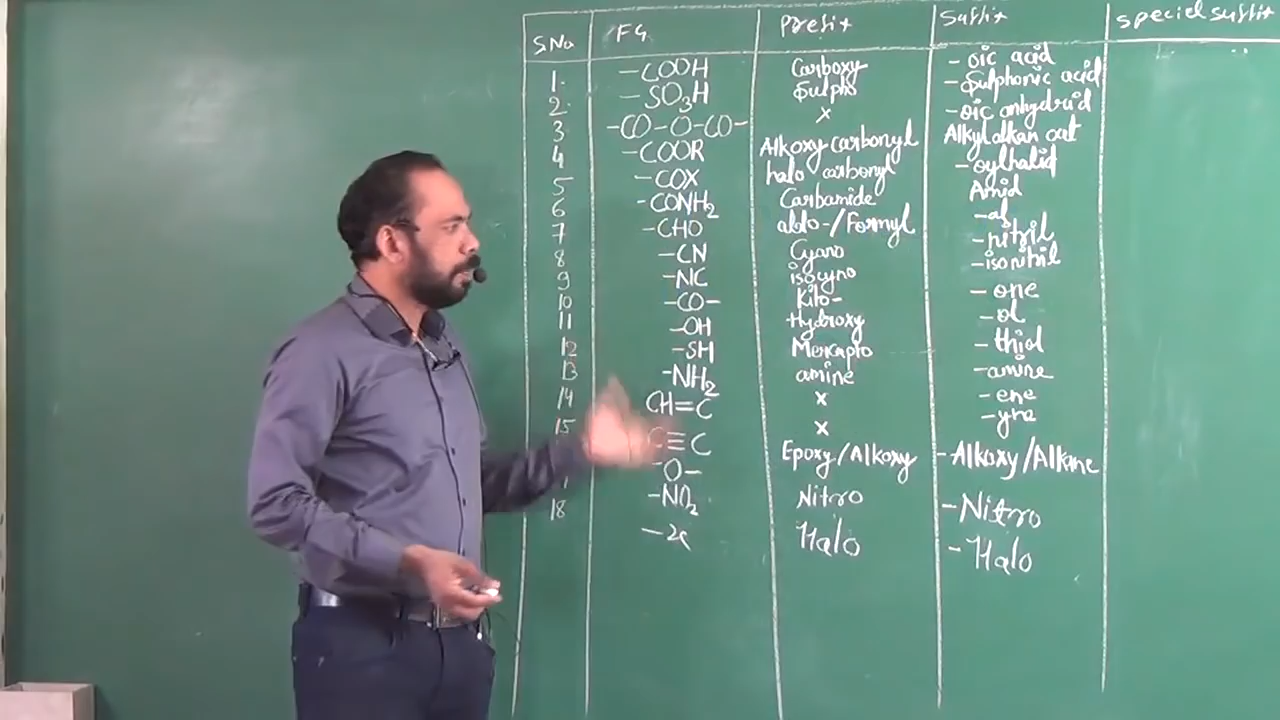 S.No FG Prefix Suffix special suffix
1. -COOH Carboxy - oic acid
2. -SO3H Sulpho - Sulphonic acid
3 -CO-O-CO- x -oic anhydrid
4 -COOR Alkoxy carbonyl Alkyl alkan oat
5 -COX halo carbonyl -oylhalid
6 -CONH2 Carbamide Amid
7 -CHO aldo-/Formyl -al
8 -CN Cyano -nitril
9 -NC isocyno -isonitril
10 -CO- kito- - one
11 -OH Hydroxy -ol
12 -SH Mercapto -thiol
13 -NH2 amine -amine
14 CH=C x -ene
15 C≡C x -yne
-O- Epoxy/Alkoxy -Alkoxy/Alkane
-NO2 Nitro -Nitro
18 Halo -Halo